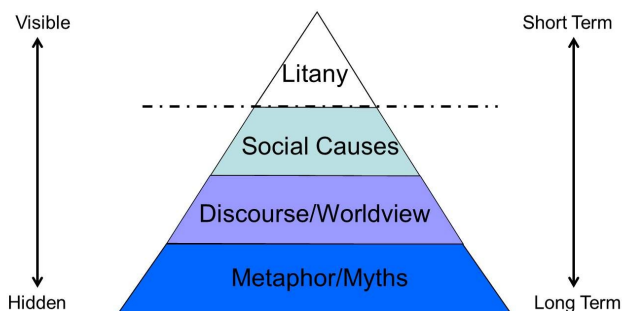 Visible
Short Term
Litany
Social Causes
Discourse/Worldview
Metaphor/Myths
Hidden
Long Term